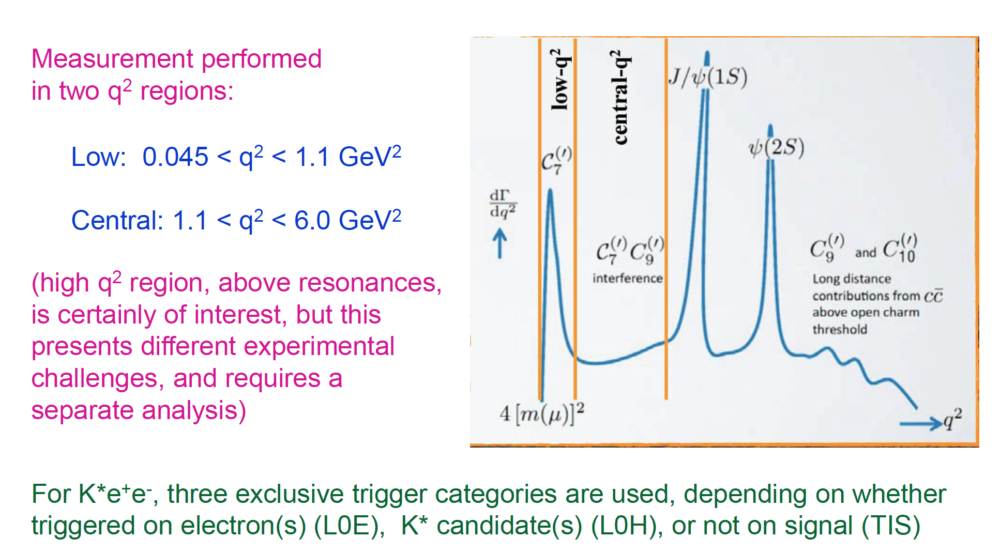 Measurement performed
in two q² regions:
Low: 0.045 < q² < 1.1 GeV²
Central: 1.1 < q² < 6.0 GeV²
(high q² region, above resonances,
is certainly of interest, but this
presents different experimental
challenges, and requires a
separate analysis)
low-q²
central-q²
J/ψ(1S)
ψ(2S)
C₇⁽′⁾
dΓ
dq²
C₇⁽′⁾ C₉⁽′⁾
interference
C₉⁽′⁾ and C₁₀⁽′⁾
Long distance
contributions from cc̄
above open charm
threshold
4 [m(μ)]²
q²
For K*e⁺e⁻, three exclusive trigger categories are used, depending on whether
triggered on electron(s) (L0E), K* candidate(s) (L0H), or not on signal (TIS)